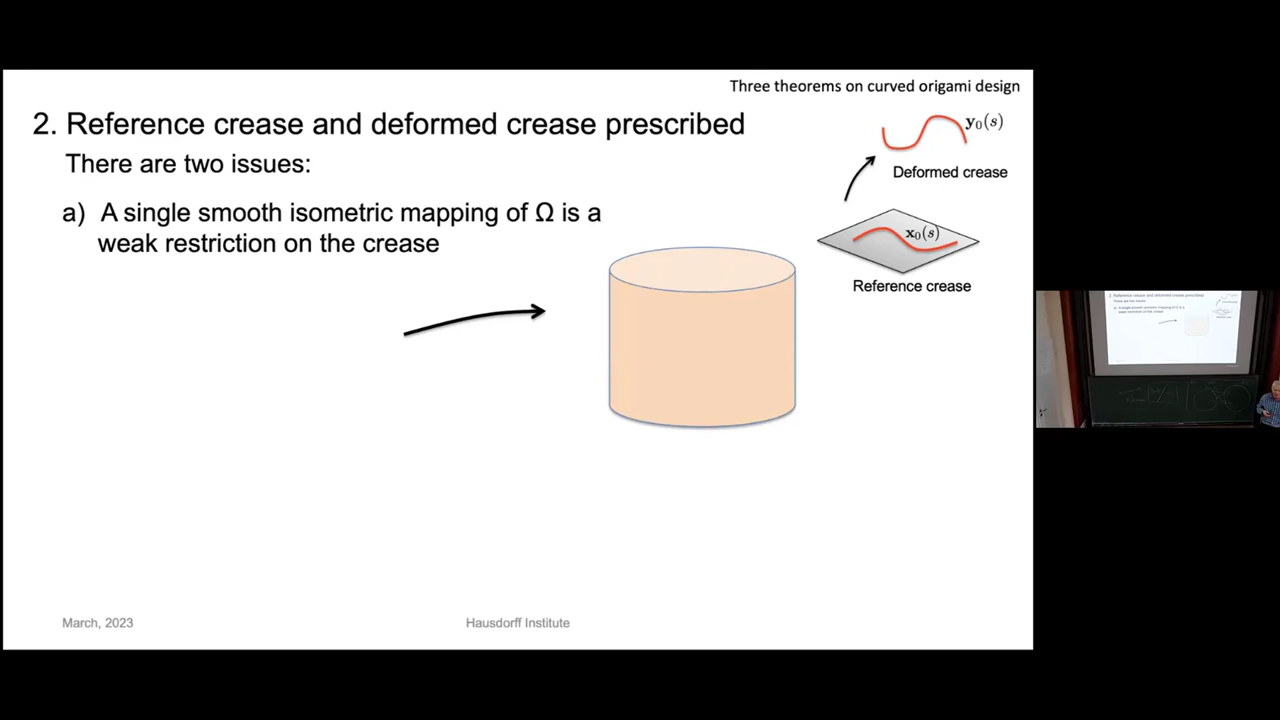 Three theorems on curved origami design
2. Reference crease and deformed crease prescribed
There are two issues:
a) A single smooth isometric mapping of Ω is a
weak restriction on the crease
y₀(s)
Deformed crease
x₀(s)
Reference crease
March, 2023
Hausdorff Institute